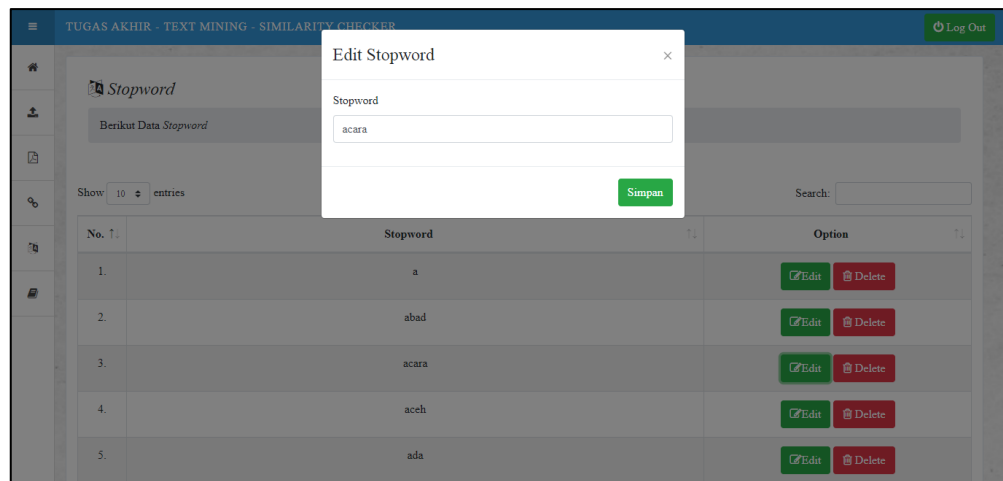 TUGAS AKHIR - TEXT MINING - SIMILARITY CHECKER
Log Out
Edit Stopword
×
Stopword
acara
Simpan
Stopword
Berikut Data Stopword
Show 10 entries
Search:
No. Stopword Option
1. a Edit Delete
2. abad Edit Delete
3. acara Edit Delete
4. aceh Edit Delete
5. ada Edit Delete